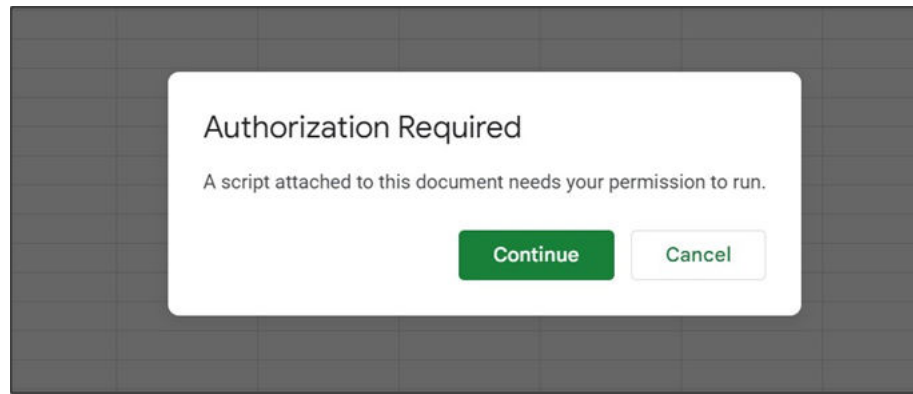 Authorization Required
A script attached to this document needs your permission to run.
Continue Cancel